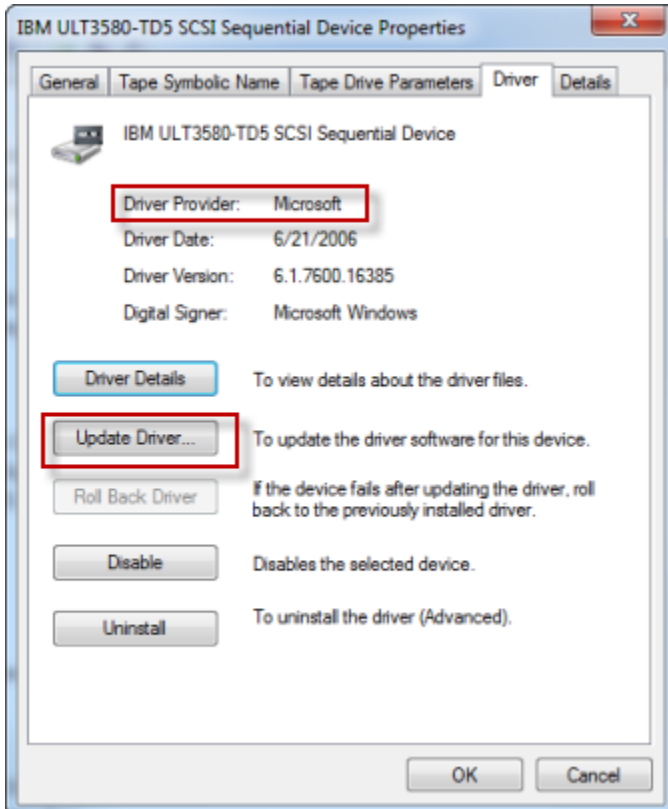 IBM ULT3580-TD5 SCSI Sequential Device Properties
General Tape Symbolic Name Tape Drive Parameters Driver Details
IBM ULT3580-TD5 SCSI Sequential Device
Driver Provider: Microsoft
Driver Date: 6/21/2006
Driver Version: 6.1.7600.16385
Digital Signer: Microsoft Windows
Driver Details To view details about the driver files.
Update Driver... To update the driver software for this device.
Roll Back Driver If the device fails after updating the driver, roll
back to the previously installed driver.
Disable Disables the selected device.
Uninstall To uninstall the driver (Advanced).
OK Cancel